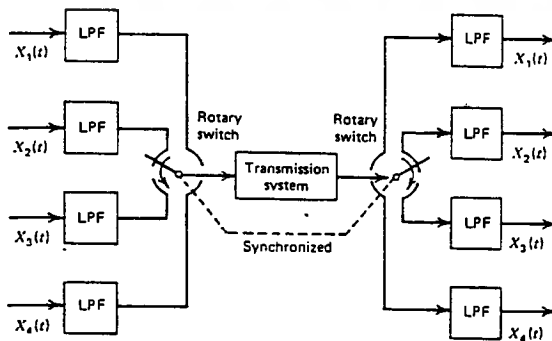 LPF
X₁(t)
LPF
X₁(t)
Rotary
switch
Rotary
switch
LPF
X₂(t)
LPF
X₂(t)
Transmission
system
LPF
X₃(t)
LPF
X₃(t)
Synchronized
LPF
X₄(t)
LPF
X₄(t)